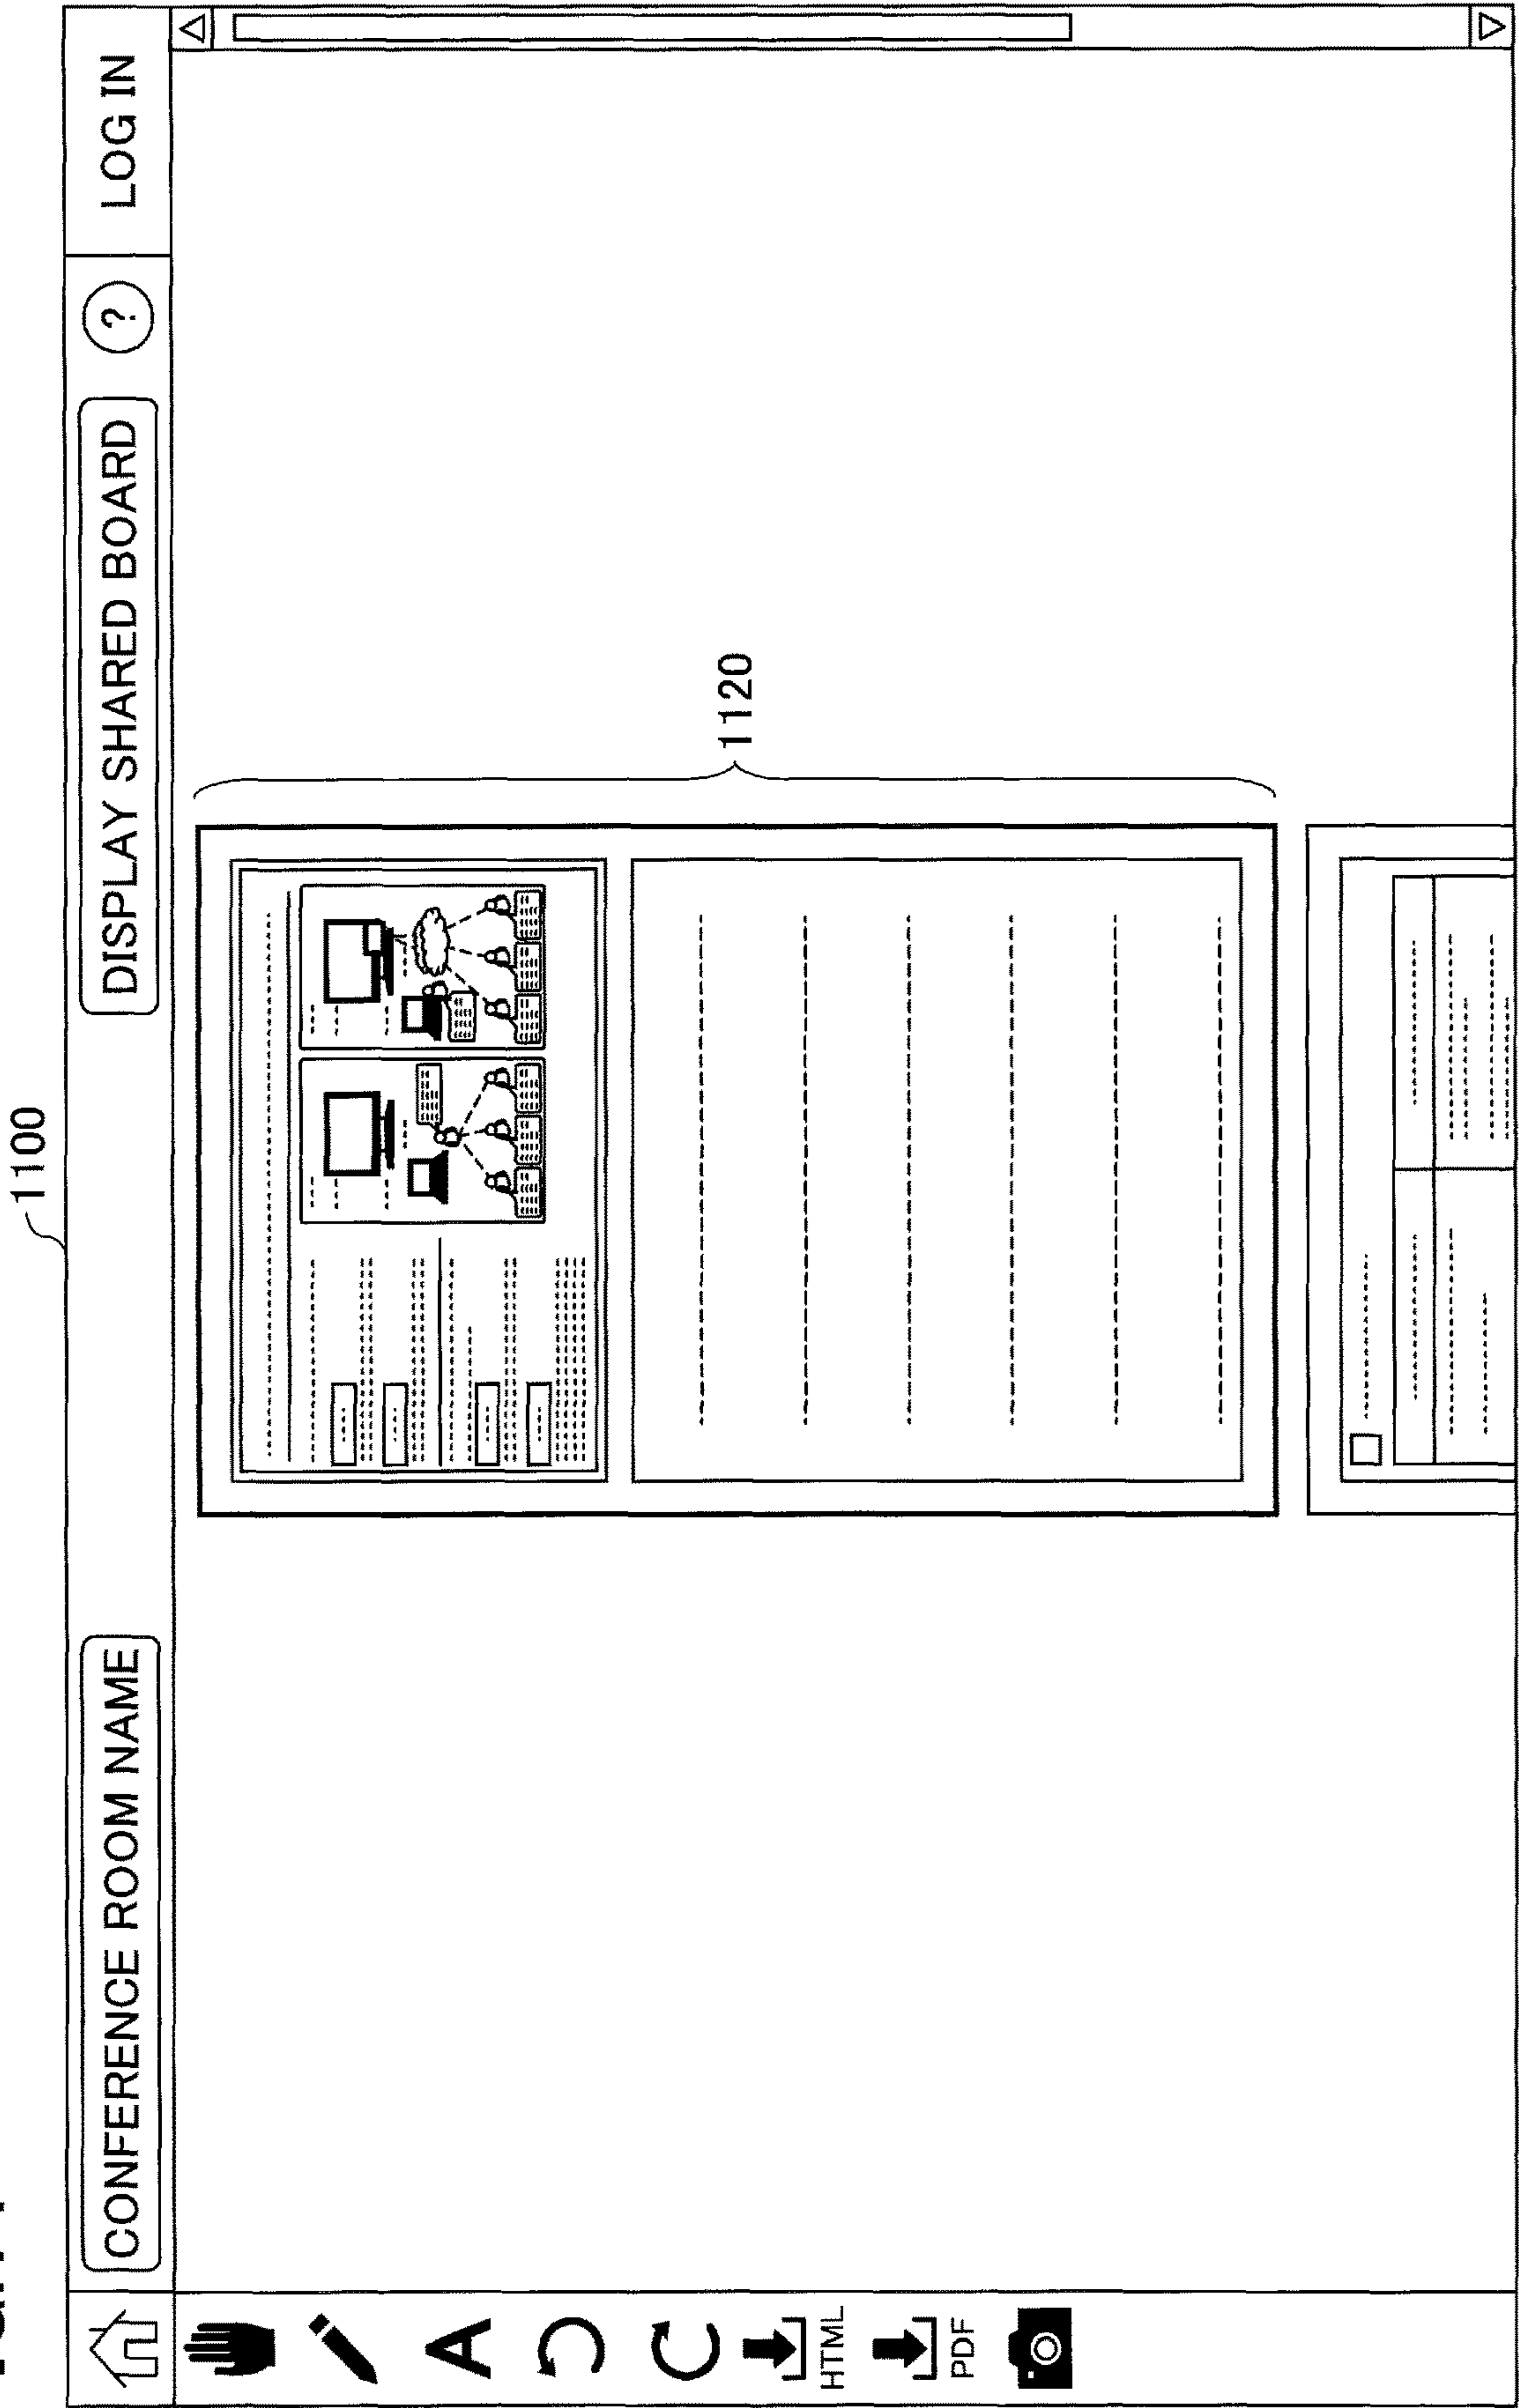 1100
CONFERENCE ROOM NAME
DISPLAY SHARED BOARD
?
LOG IN
A
HTML
PDF
1120